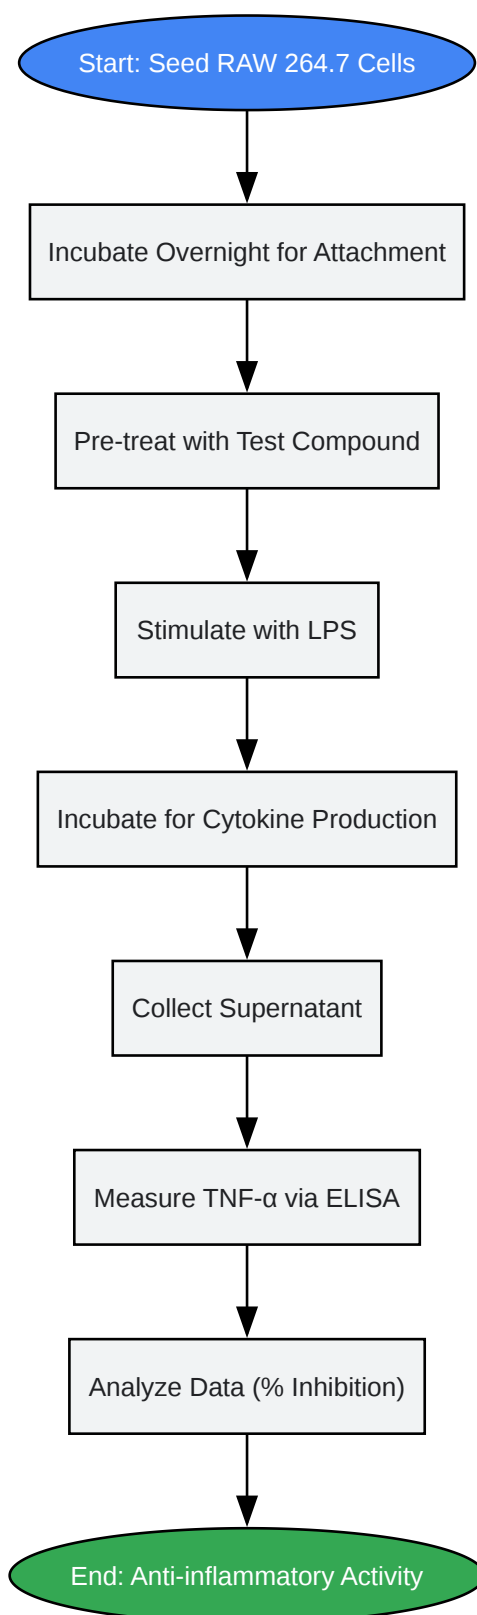 Start: Seed RAW 264.7 Cells
Incubate Overnight for Attachment
Pre-treat with Test Compound
Stimulate with LPS
Incubate for Cytokine Production
Collect Supernatant
Measure TNF-α via ELISA
Analyze Data (% Inhibition)
End: Anti-inflammatory Activity